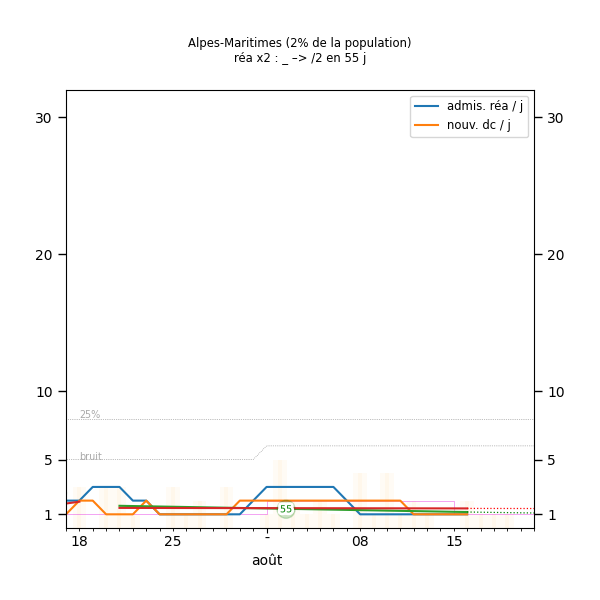 Alpes-Maritimes (2% de la population)
réa x2 : _ –> /2 en 55 j
admis. réa / j
nouv. dc / j
30 30
20 20
10 10
5 5
1 1
25%
bruit
55
18 25 - 08 15
août